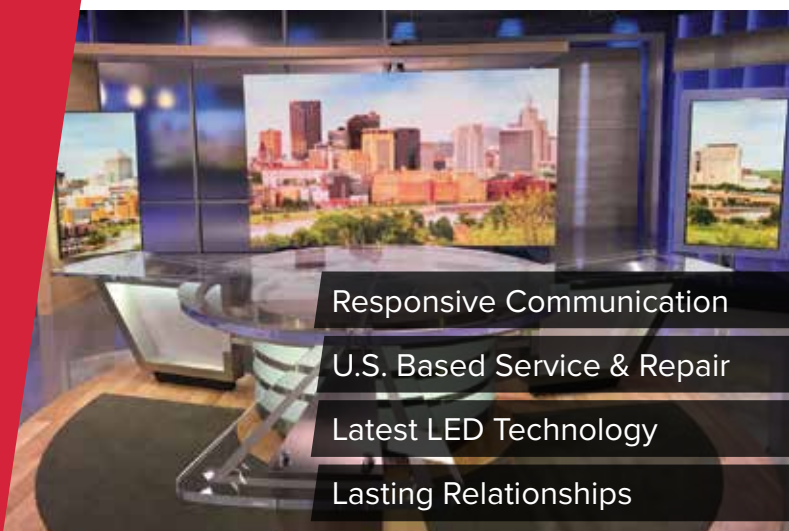 Responsive Communication
U.S. Based Service & Repair
Latest LED Technology
Lasting Relationships